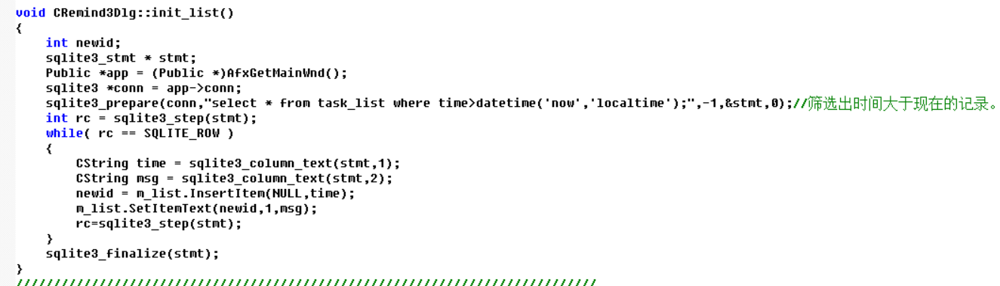 void CRemind3Dlg::init_list()
{
    int newid;
    sqlite3_stmt * stmt;
    Public *app = (Public *)AfxGetMainWnd();
    sqlite3 *conn = app->conn;
    sqlite3_prepare(conn,"select * from task_list where time>datetime('now','localtime');",-1,&stmt,0);//筛选出时间大于现在的记录。
    int rc = sqlite3_step(stmt);
    while( rc == SQLITE_ROW )
    {
        CString time = sqlite3_column_text(stmt,1);
        CString msg = sqlite3_column_text(stmt,2);
        newid = m_list.InsertItem(NULL,time);
        m_list.SetItemText(newid,1,msg);
        rc=sqlite3_step(stmt);
    }
    sqlite3_finalize(stmt);
}
/////////////////////////////////////////////////////////////////////////////